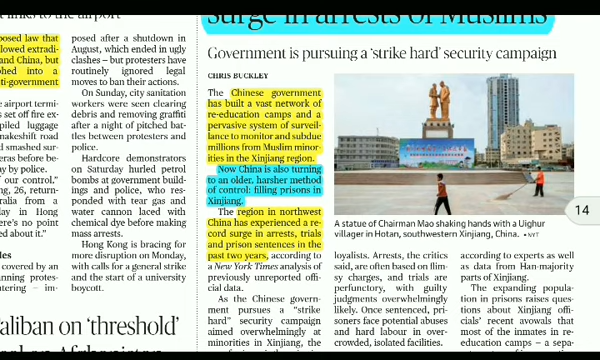 links to the airport
surge in arrests of Muslims
Government is pursuing a 'strike hard' security campaign
posed law that
lowed extradi-
and China, but
phed into a
ti-government
e airport termi-
s set off fire ex-
piled luggage
makeshift road
d smashed sur-
eras before be-
ay by police.
f our control,"
ng, 26, return-
tralia from a
day in Hong
ere's no point
ed about it."
des
covered by an
nning protes-
untering – im-
posed after a shutdown in
August, which ended in ugly
clashes – but protesters have
routinely ignored legal
moves to ban their actions.
On Sunday, city sanitation
workers were seen clearing
debris and removing graffiti
after a night of pitched bat-
tles between protesters and
police.
Hardcore demonstrators
on Saturday hurled petrol
bombs at government build-
ings and police, who res-
ponded with tear gas and
water cannon laced with
chemical dye before making
mass arrests.
Hong Kong is bracing for
more disruption on Monday,
with calls for a general strike
and the start of a university
boycott.
Taliban on 'threshold'
CHRIS BUCKLEY
The Chinese government
has built a vast network of
re-education camps and a
pervasive system of surveil-
lance to monitor and subdue
millions from Muslim minor-
ities in the Xinjiang region.
Now China is also turning
to an older, harsher method
of control: filling prisons in
Xinjiang.
The region in northwest
China has experienced a re-
cord surge in arrests, trials
and prison sentences in the
past two years, according to
a New York Times analysis of
previously unreported offi-
cial data.
As the Chinese govern-
ment pursues a "strike
hard" security campaign
aimed overwhelmingly at
minorities in Xinjiang, the
A statue of Chairman Mao shaking hands with a Uighur
villager in Hotan, southwestern Xinjiang, China. • NYT
loyalists. Arrests, the critics
said, are often based on flim-
sy charges, and trials are
perfunctory, with guilty
judgments overwhelmingly
likely. Once sentenced, pri-
soners face potential abuses
and hard labour in over-
crowded, isolated facilities.
according to experts as well
as data from Han-majority
parts of Xinjiang.
The expanding popula-
tion in prisons raises ques-
tions about Xinjiang offi-
cials' recent avowals that
most of the inmates in re-
education camps – a sepa-
14